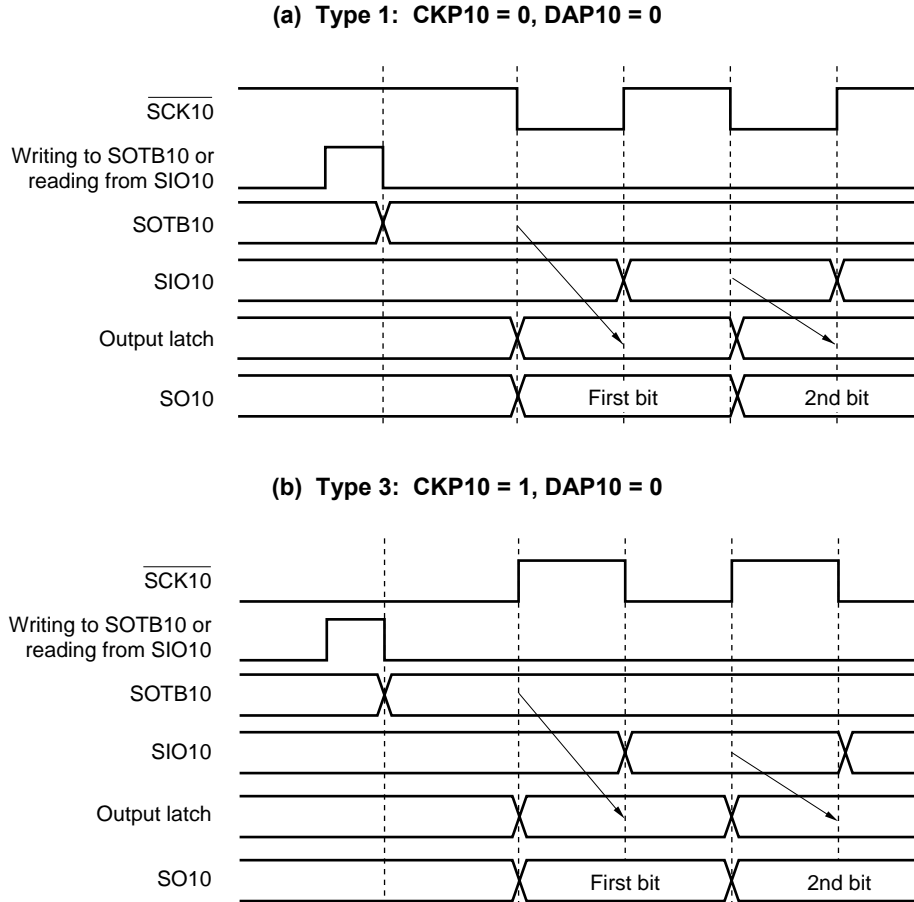 (a) Type 1: CKP10 = 0, DAP10 = 0
SCK10
Writing to SOTB10 or
reading from SIO10
SOTB10
SIO10
Output latch
SO10
First bit
2nd bit
(b) Type 3: CKP10 = 1, DAP10 = 0
SCK10
Writing to SOTB10 or
reading from SIO10
SOTB10
SIO10
Output latch
SO10
First bit
2nd bit